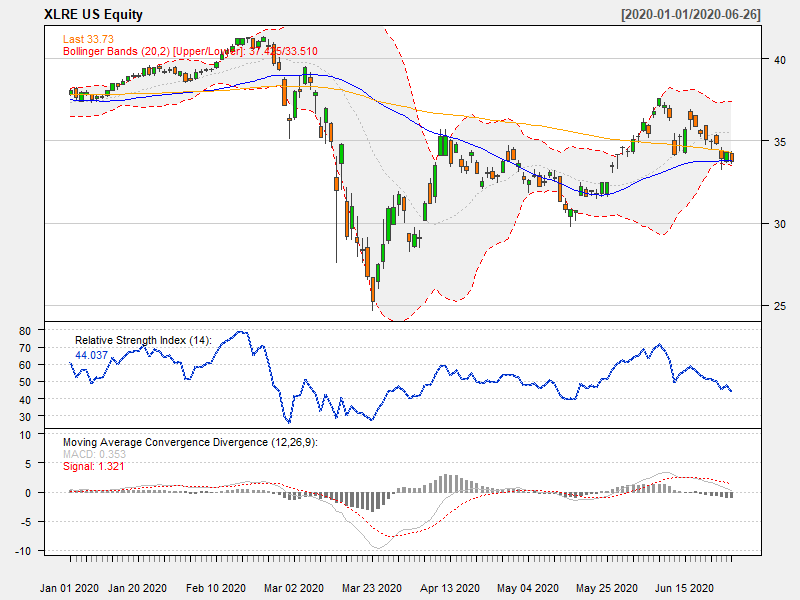 XLRE US Equity [2020-01-01/2020-06-26]
Last 33.73
Bollinger Bands (20,2) [Upper/Lower]: 37.425/33.510
40
35
30
25
Relative Strength Index (14):
44.037
80
70
60
50
40
30
Moving Average Convergence Divergence (12,26,9):
MACD: 0.353
Signal: 1.321
10
5
0
-5
-10
Jan 01 2020 Jan 20 2020 Feb 10 2020 Mar 02 2020 Mar 23 2020 Apr 13 2020 May 04 2020 May 25 2020 Jun 15 2020